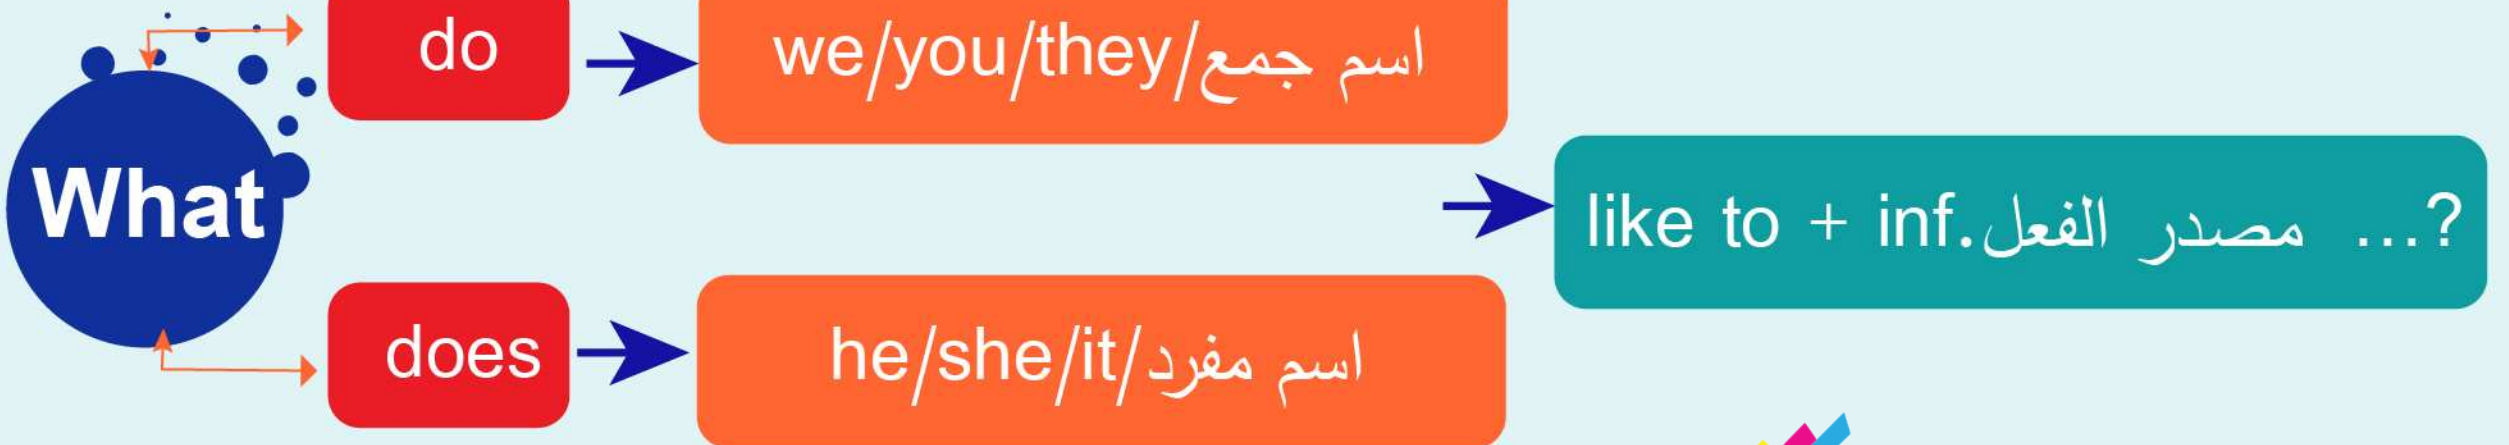 What
do
we/you/they/اسم جمع
does
he/she/it/اسم مفرد
like to + inf.مصدر الفعل ...?